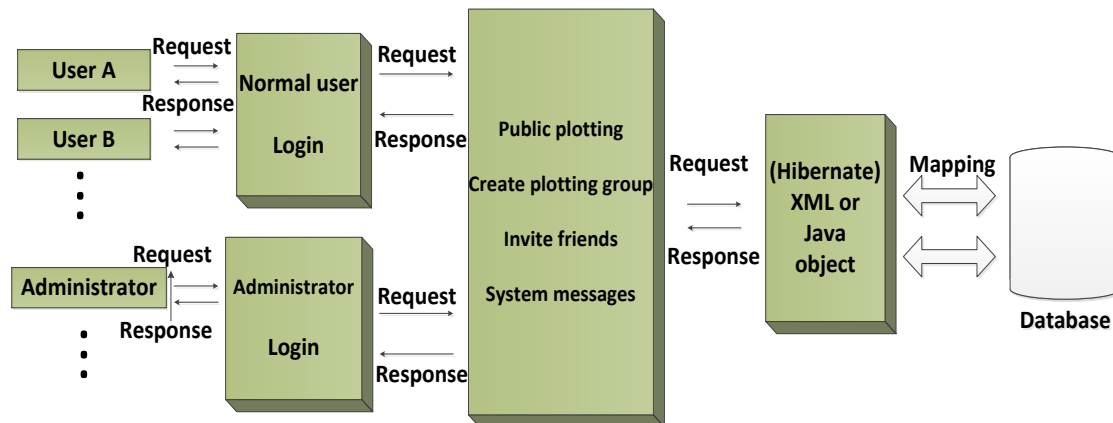 Request
User A
Response
User B
Normal user
Login
Request
Response
Request
Administrator
Response
Administrator
Login
Request
Response
Public plotting
Create plotting group
Invite friends
System messages
Request
Response
(Hibernate)
XML or
Java
object
Mapping
Database